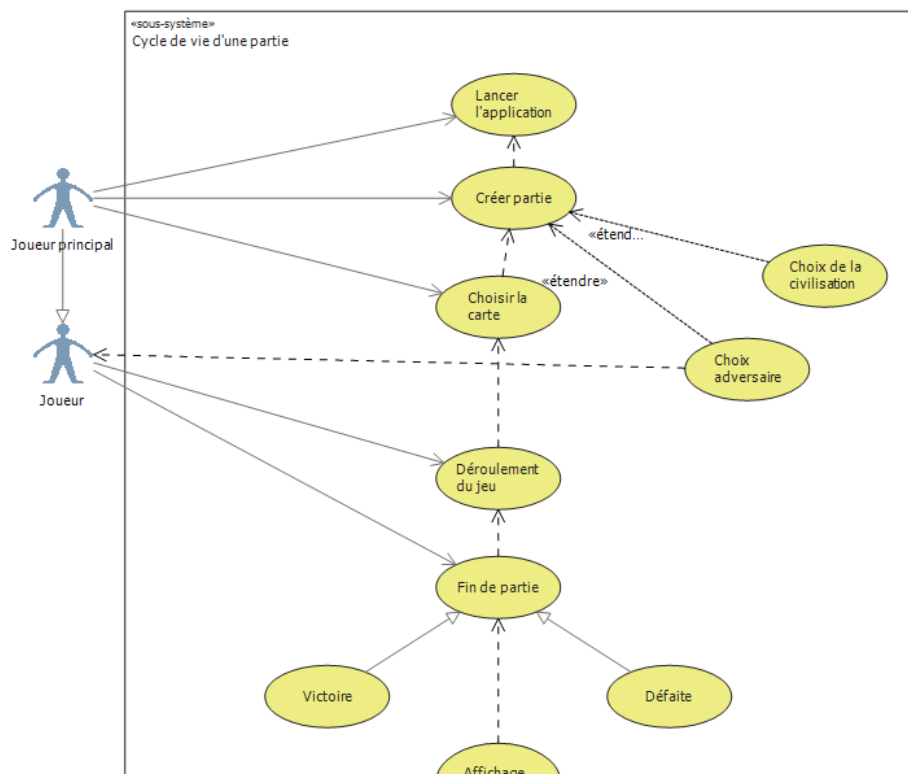 «sous-système»
Cycle de vie d'une partie
Lancer
l'application
Créer partie
Joueur principal
«étend...
Choix de la
civilisation
«étendre»
Choisir la
carte
Choix
adversaire
Joueur
Déroulement
du jeu
Fin de partie
Victoire
Défaite
Affichage